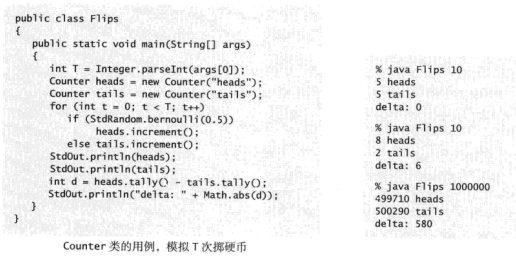 public class Flips
{
public static void main(String[] args)
{
int T = Integer.parseInt(args[0]);
Counter heads = new Counter("heads");
Counter tails = new Counter("tails");
for (int t = 0; t < T; t++)
if (StdRandom.bernoulli(0.5))
heads.increment();
else tails.increment();
StdOut.println(heads);
StdOut.println(tails);
int d = heads.tally() - tails.tally();
StdOut.println("delta: " + Math.abs(d));
}
}
Counter 类的用例，模拟 T 次掷硬币
% java Flips 10
5 heads
5 tails
delta: 0
% java Flips 10
8 heads
2 tails
delta: 6
% java Flips 1000000
499710 heads
500290 tails
delta: 580